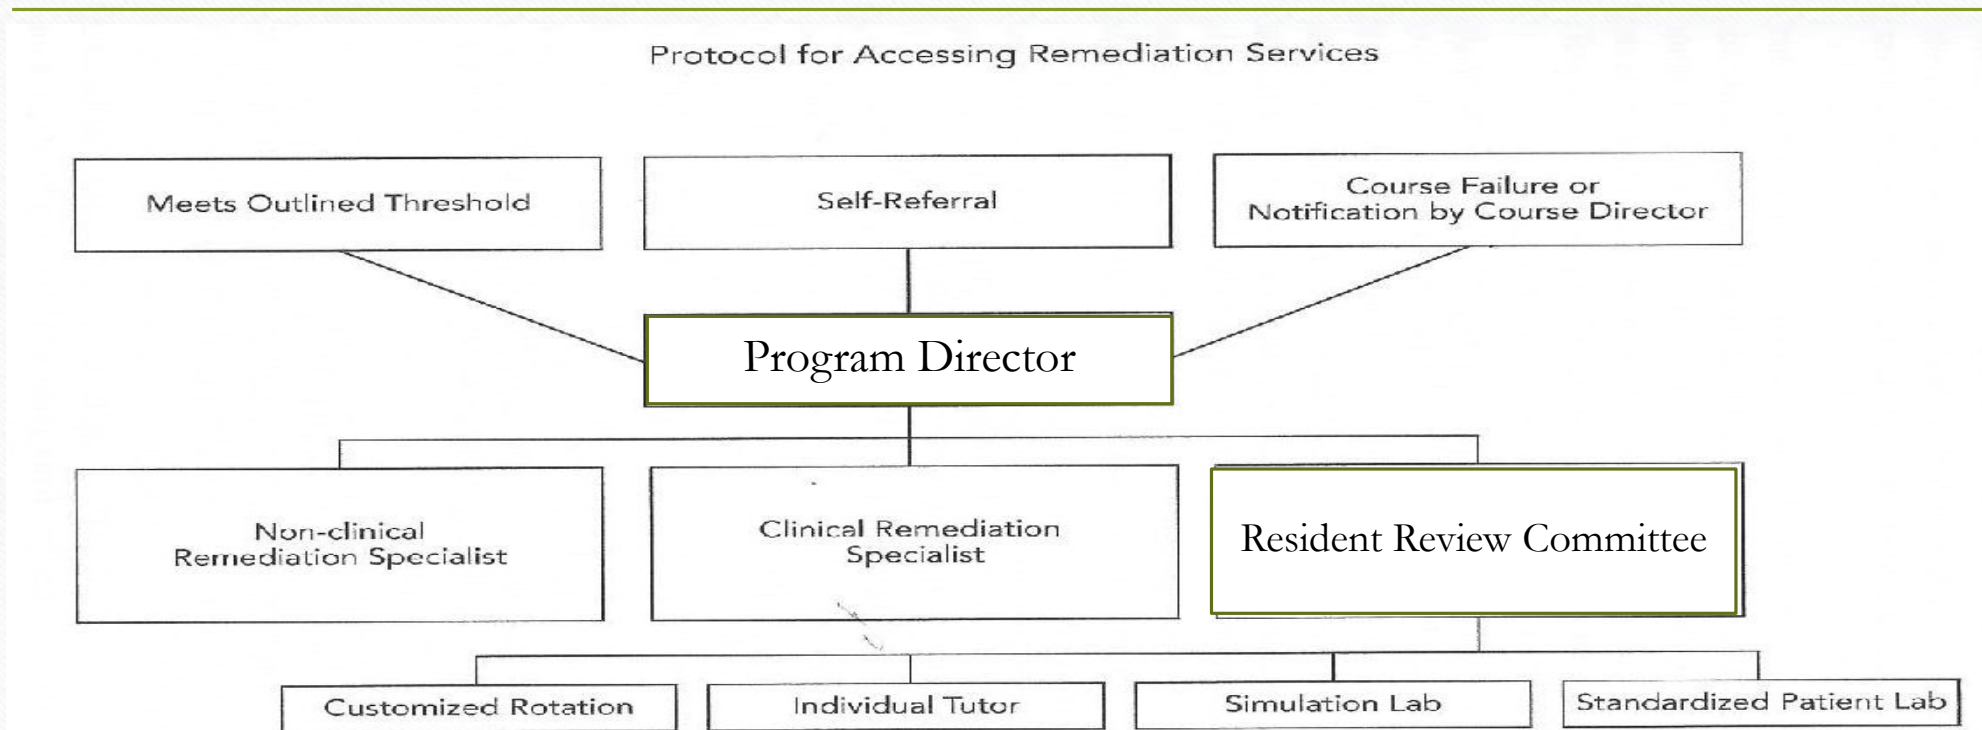 Protocol for Accessing Remediation Services
Meets Outlined Threshold
Self-Referral
Course Failure or
Notification by Course Director
Program Director
Non-clinical
Remediation Specialist
Clinical Remediation
Specialist
Resident Review Committee
Customized Rotation
Individual Tutor
Simulation Lab
Standardized Patient Lab